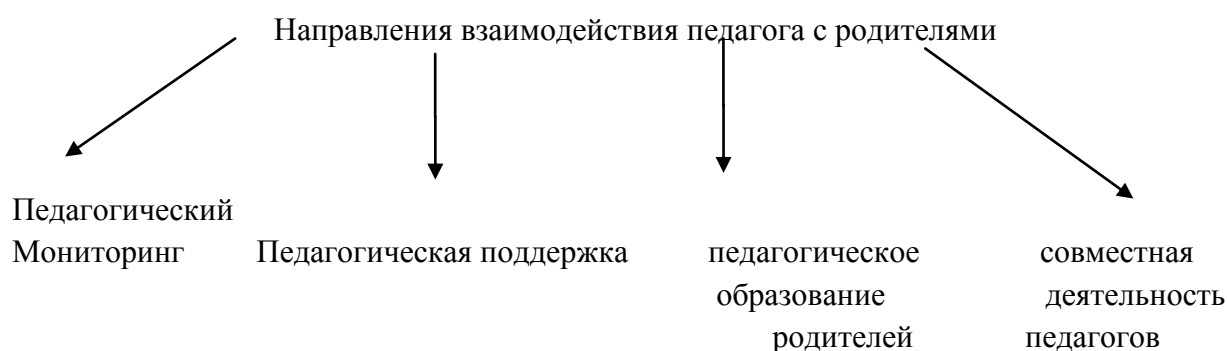 Направления взаимодействия педагога с родителями
Педагогический
Мониторинг
Педагогическая поддержка
педагогическое
образование
родителей
совместная
деятельность
педагогов